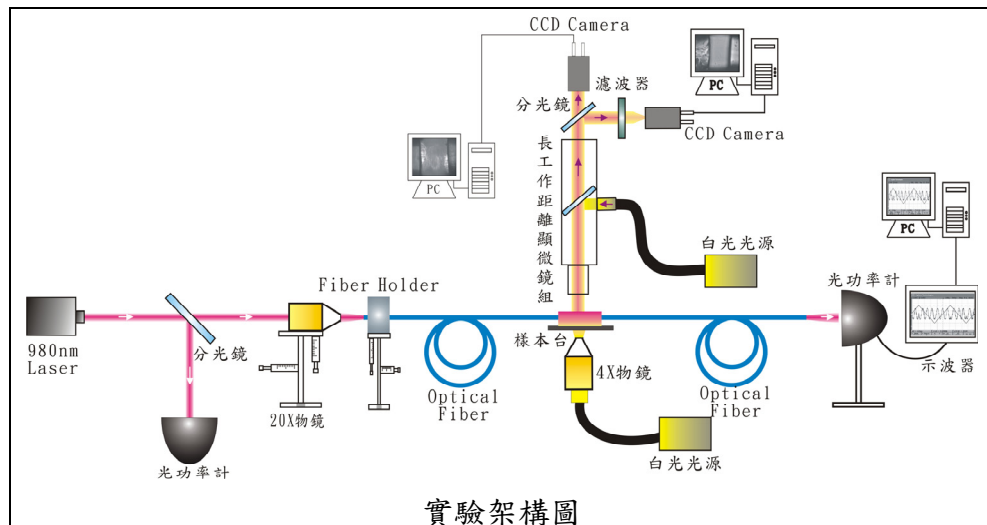 CCD Camera
濾波器
分光鏡
PC
CCD Camera
PC
長工作距離顯微鏡組
PC
白光光源
光功率計
Fiber Holder
980nm
Laser
分光鏡
樣本台
示波器
20X物鏡
Optical
Fiber
4X物鏡
Optical
Fiber
光功率計
白光光源
實驗架構圖